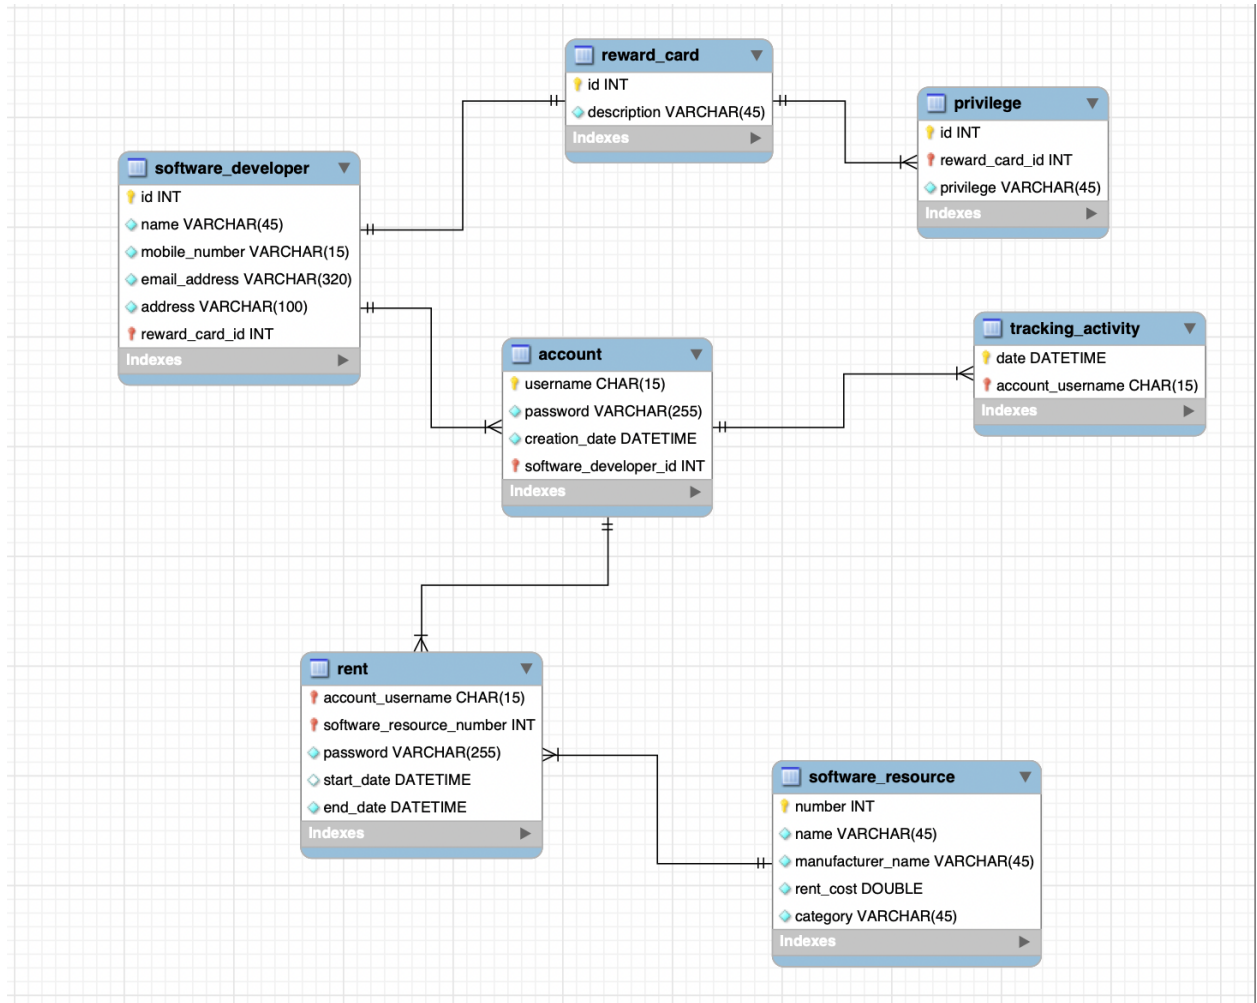 reward_card
id INT
description VARCHAR(45)
Indexes
privilege
id INT
reward_card_id INT
privilege VARCHAR(45)
Indexes
software_developer
id INT
name VARCHAR(45)
mobile_number VARCHAR(15)
email_address VARCHAR(320)
address VARCHAR(100)
reward_card_id INT
Indexes
account
username CHAR(15)
password VARCHAR(255)
creation_date DATETIME
software_developer_id INT
Indexes
tracking_activity
date DATETIME
account_username CHAR(15)
Indexes
rent
account_username CHAR(15)
software_resource_number INT
password VARCHAR(255)
start_date DATETIME
end_date DATETIME
Indexes
software_resource
number INT
name VARCHAR(45)
manufacturer_name VARCHAR(45)
rent_cost DOUBLE
category VARCHAR(45)
Indexes